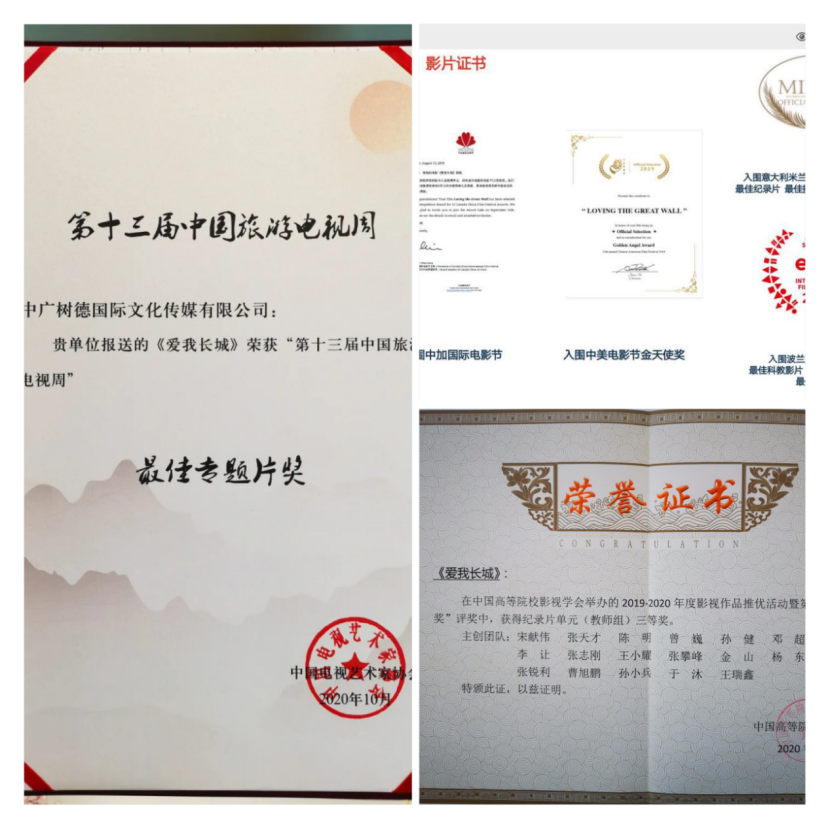 第十三届中国旅游电视周
中广树德国际文化传媒有限公司：
贵单位报送的《爱我长城》荣获“第十三届中国旅
电视周”
最佳专题片奖
中国电视艺术家协会
2020年10月
影片证书
Official Selection
2019
" LOVING THE GREAT WALL "
Official Selection
Golden Angel Award
中加国际电影节
入围中美电影节金天使奖
MI
OFFICI
入围意大利米兰
最佳纪录片 最佳
入围波兰
最佳科教影片
最
荣誉证书
CONGRATULATION
《爱我长城》：
在中国高等院校影视学会举办的 2019-2020 年度影视作品推优活动暨第
奖”评奖中，获得纪录片单元（教师组）三等奖。
主创团队：宋献伟 张天才 陈 明 曾 巍 孙 健 邓 超
李 让 张志刚 王小耀 张攀峰 金 山 杨 东
张锐利 曹旭鹏 孙小兵 于 沐 王瑞鑫
特颁此证，以兹证明。
中国高等院
2020